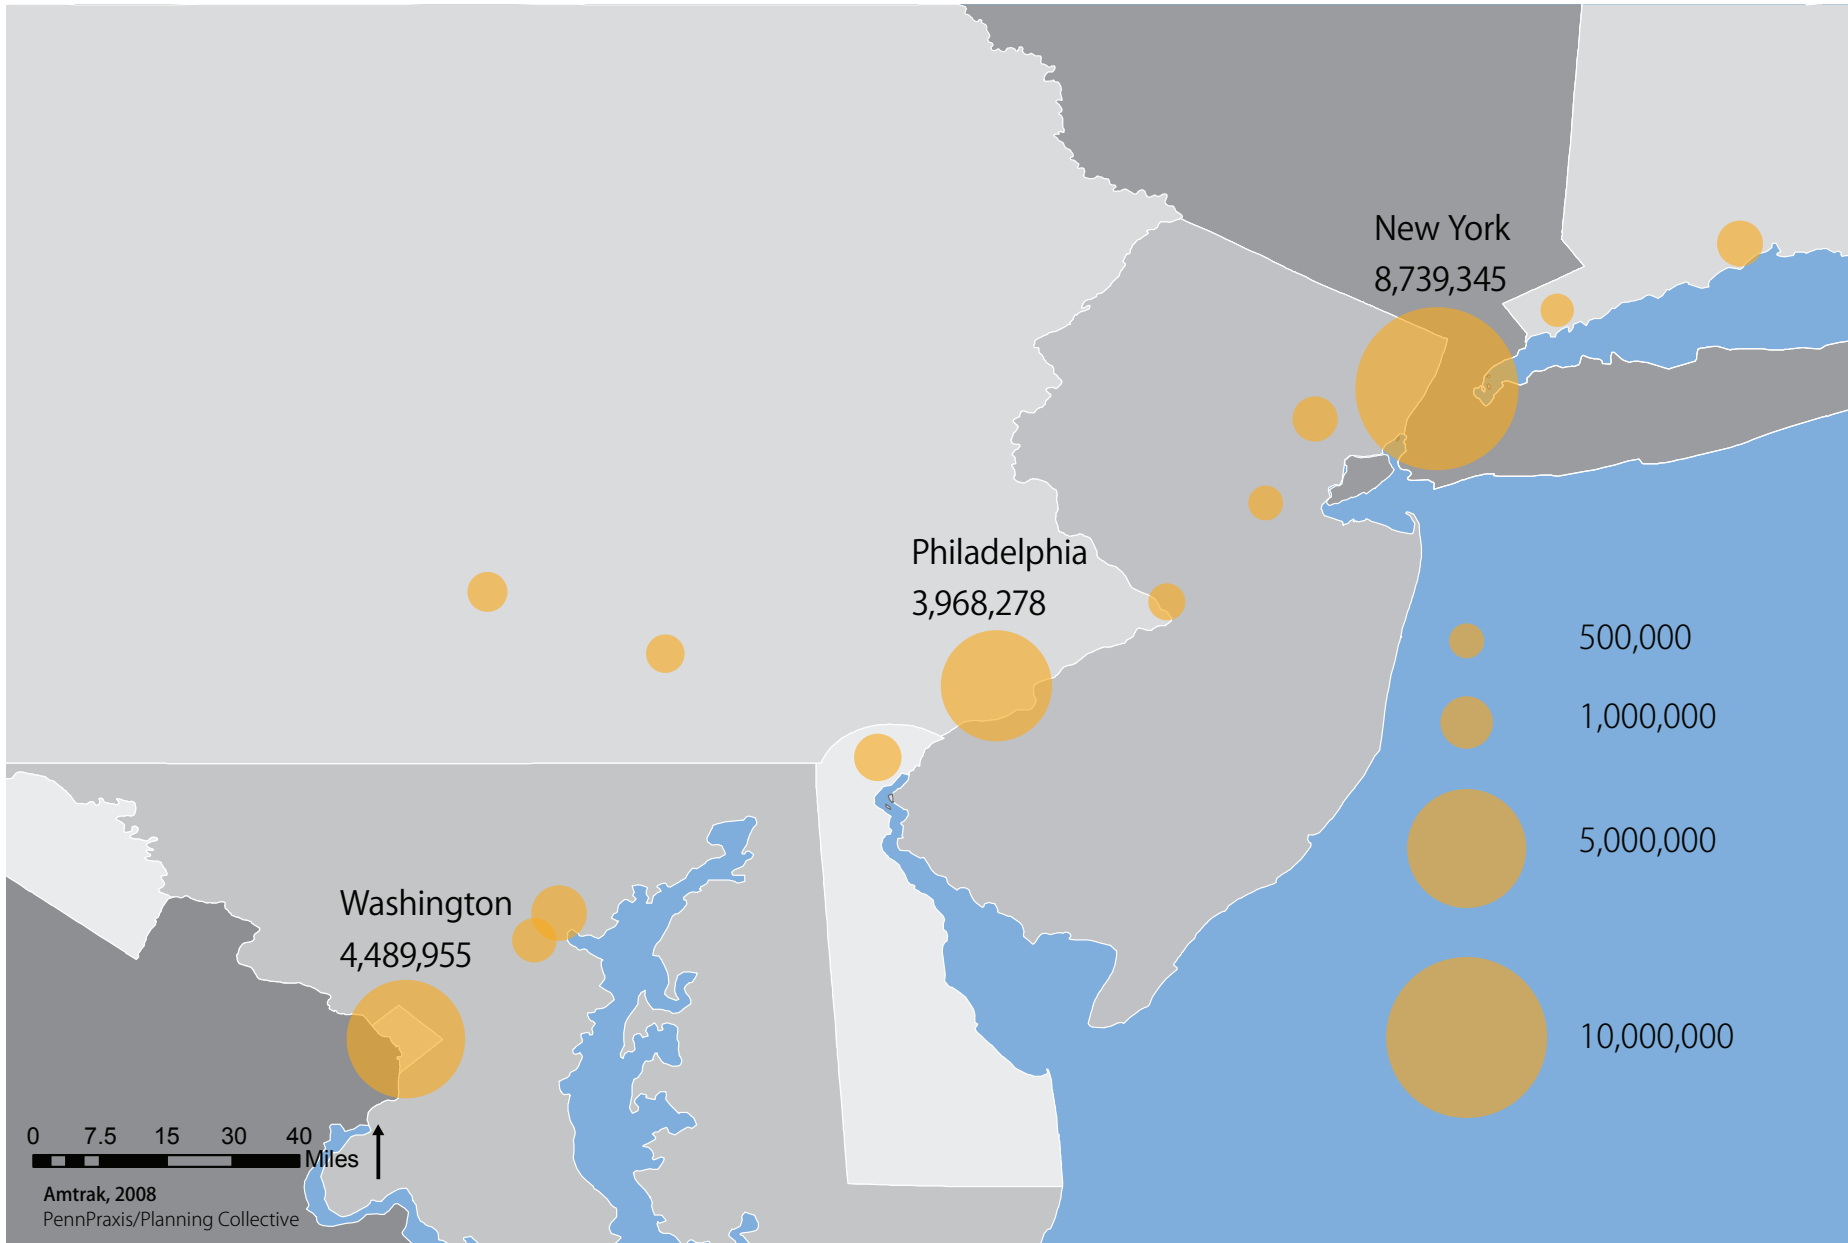 New York
8,739,345
Philadelphia
3,968,278
500,000
1,000,000
5,000,000
10,000,000
Washington
4,489,955
0 7.5 15 30 40
Miles
Amtrak, 2008
PennPraxis/Planning Collective